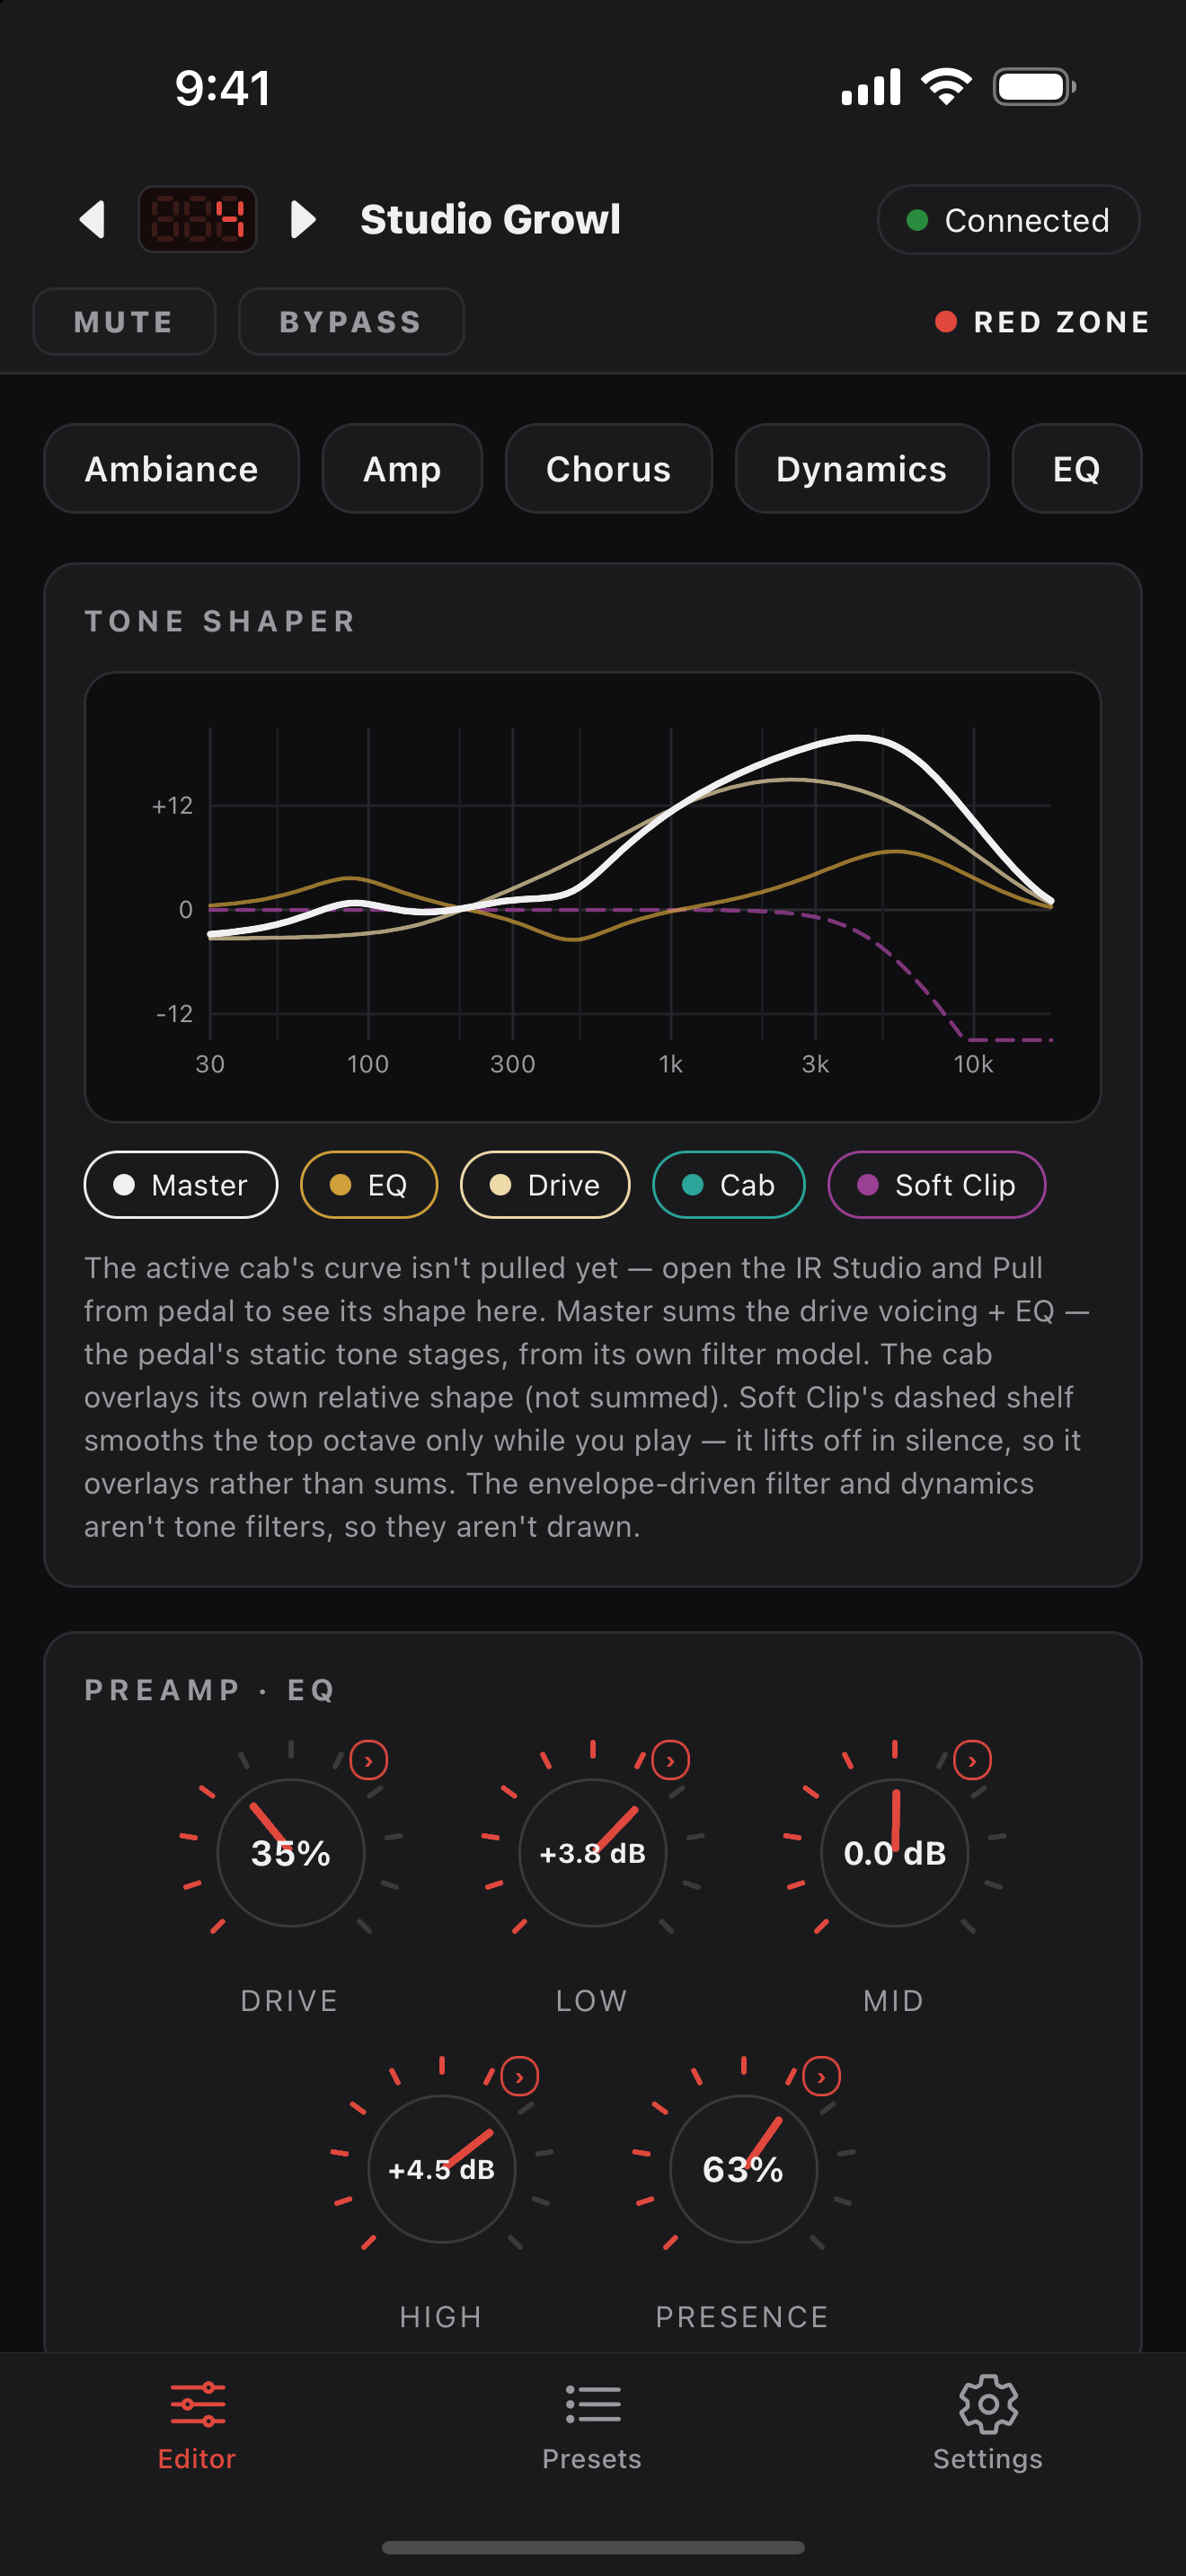 9:41
4
Studio Growl
Connected
MUTE
BYPASS
RED ZONE
Ambiance
Amp
Chorus
Dynamics
EQ
TONE SHAPER
+12
0
-12
30
100
300
1k
3k
10k
Master
EQ
Drive
Cab
Soft Clip
The active cab's curve isn't pulled yet — open the IR Studio and Pull
from pedal to see its shape here. Master sums the drive voicing + EQ —
the pedal's static tone stages, from its own filter model. The cab
overlays its own relative shape (not summed). Soft Clip's dashed shelf
smooths the top octave only while you play — it lifts off in silence, so it
overlays rather than sums. The envelope-driven filter and dynamics
aren't tone filters, so they aren't drawn.
PREAMP · EQ
35%
+3.8 dB
0.0 dB
DRIVE
LOW
MID
+4.5 dB
63%
HIGH
PRESENCE
Editor
Presets
Settings